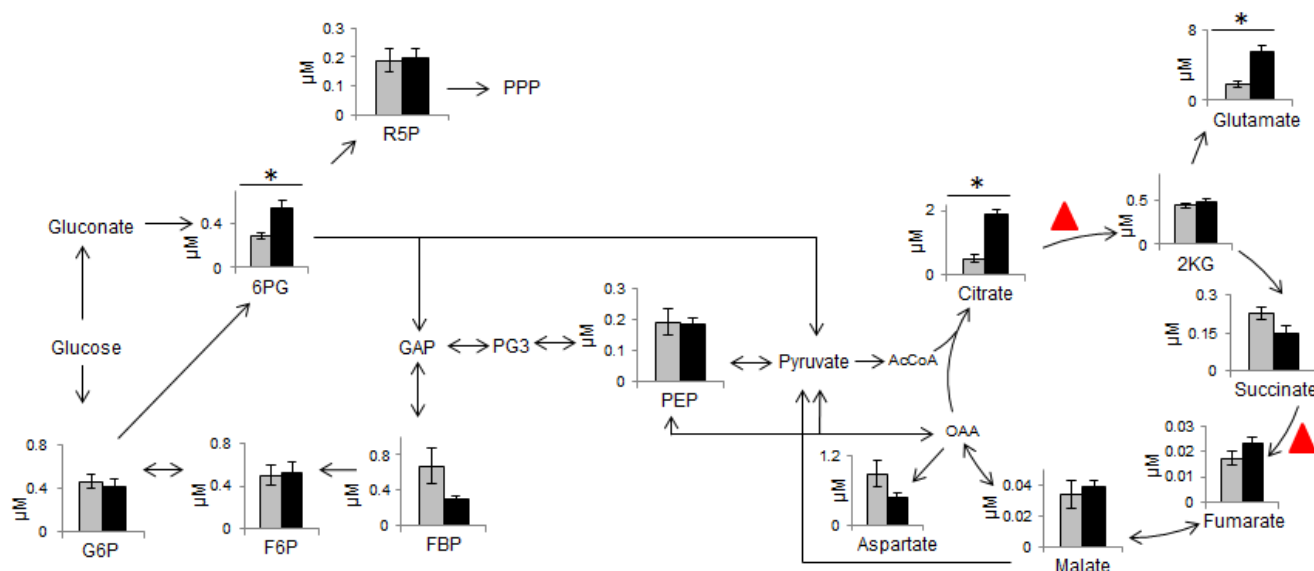 0.3
0.2
0.1
0
µM
R5P
PPP
*
8
4
0
µM
Glutamate
Gluconate
*
0.4
0
µM
6PG
*
2
1
0
µM
Citrate
0.5
0
µM
2KG
Glucose
GAP
PG3
0.3
0.2
0.1
0
µM
PEP
Pyruvate
AcCoA
0.3
0.15
0
Succinate
OAA
0.8
0.4
0
µM
G6P
0.8
0.4
0
µM
F6P
0.8
0.4
0
µM
FBP
1.2
0.6
0
µM
Aspartate
0.04
0.02
0
µM
Malate
0.03
0.02
0.01
0
µM
Fumarate